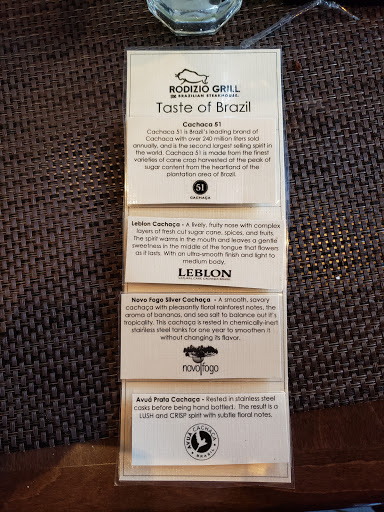 RODIZIO GRILL
THE BRAZILIAN STEAKHOUSE
Taste of Brazil
Cachaca 51
Cachaca 51 is Brazil's leading brand of
Cachaca with over 240 million liters sold
annually, and is the second largest selling spirit in
the world. Cachaca 51 is made from the finest
varieties of cane crop harvested at the peak of
sugar content from the heartland of the
plantation area of Brazil.
51
CACHAÇA
Leblon Cachaça - A lively, fruity nose with complex
layers of fresh cut sugar cane, spices, and fruits.
The spirit warms in the mouth and leaves a gentle
sweetness in the middle of the tongue that flowers
as it lasts. With an ultra-smooth finish and light to
medium body.
LEBLON
Novo Fogo Silver Cachaça - A smooth, savory
cachaça with pleasantly floral rainforest notes, the
aroma of bananas, and sea salt to balance out it's
tropicality. This cachaça is rested in chemically-inert
stainless steel tanks for one year to smoothen it
without changing its flavor.
novo fogo
Avuá Prata Cachaça - Rested in stainless steel
casks before being hand bottled. The result is a
LUSH and CRISP spirit with subtle floral notes.
AVUÁ CACHAÇA
BRASIL